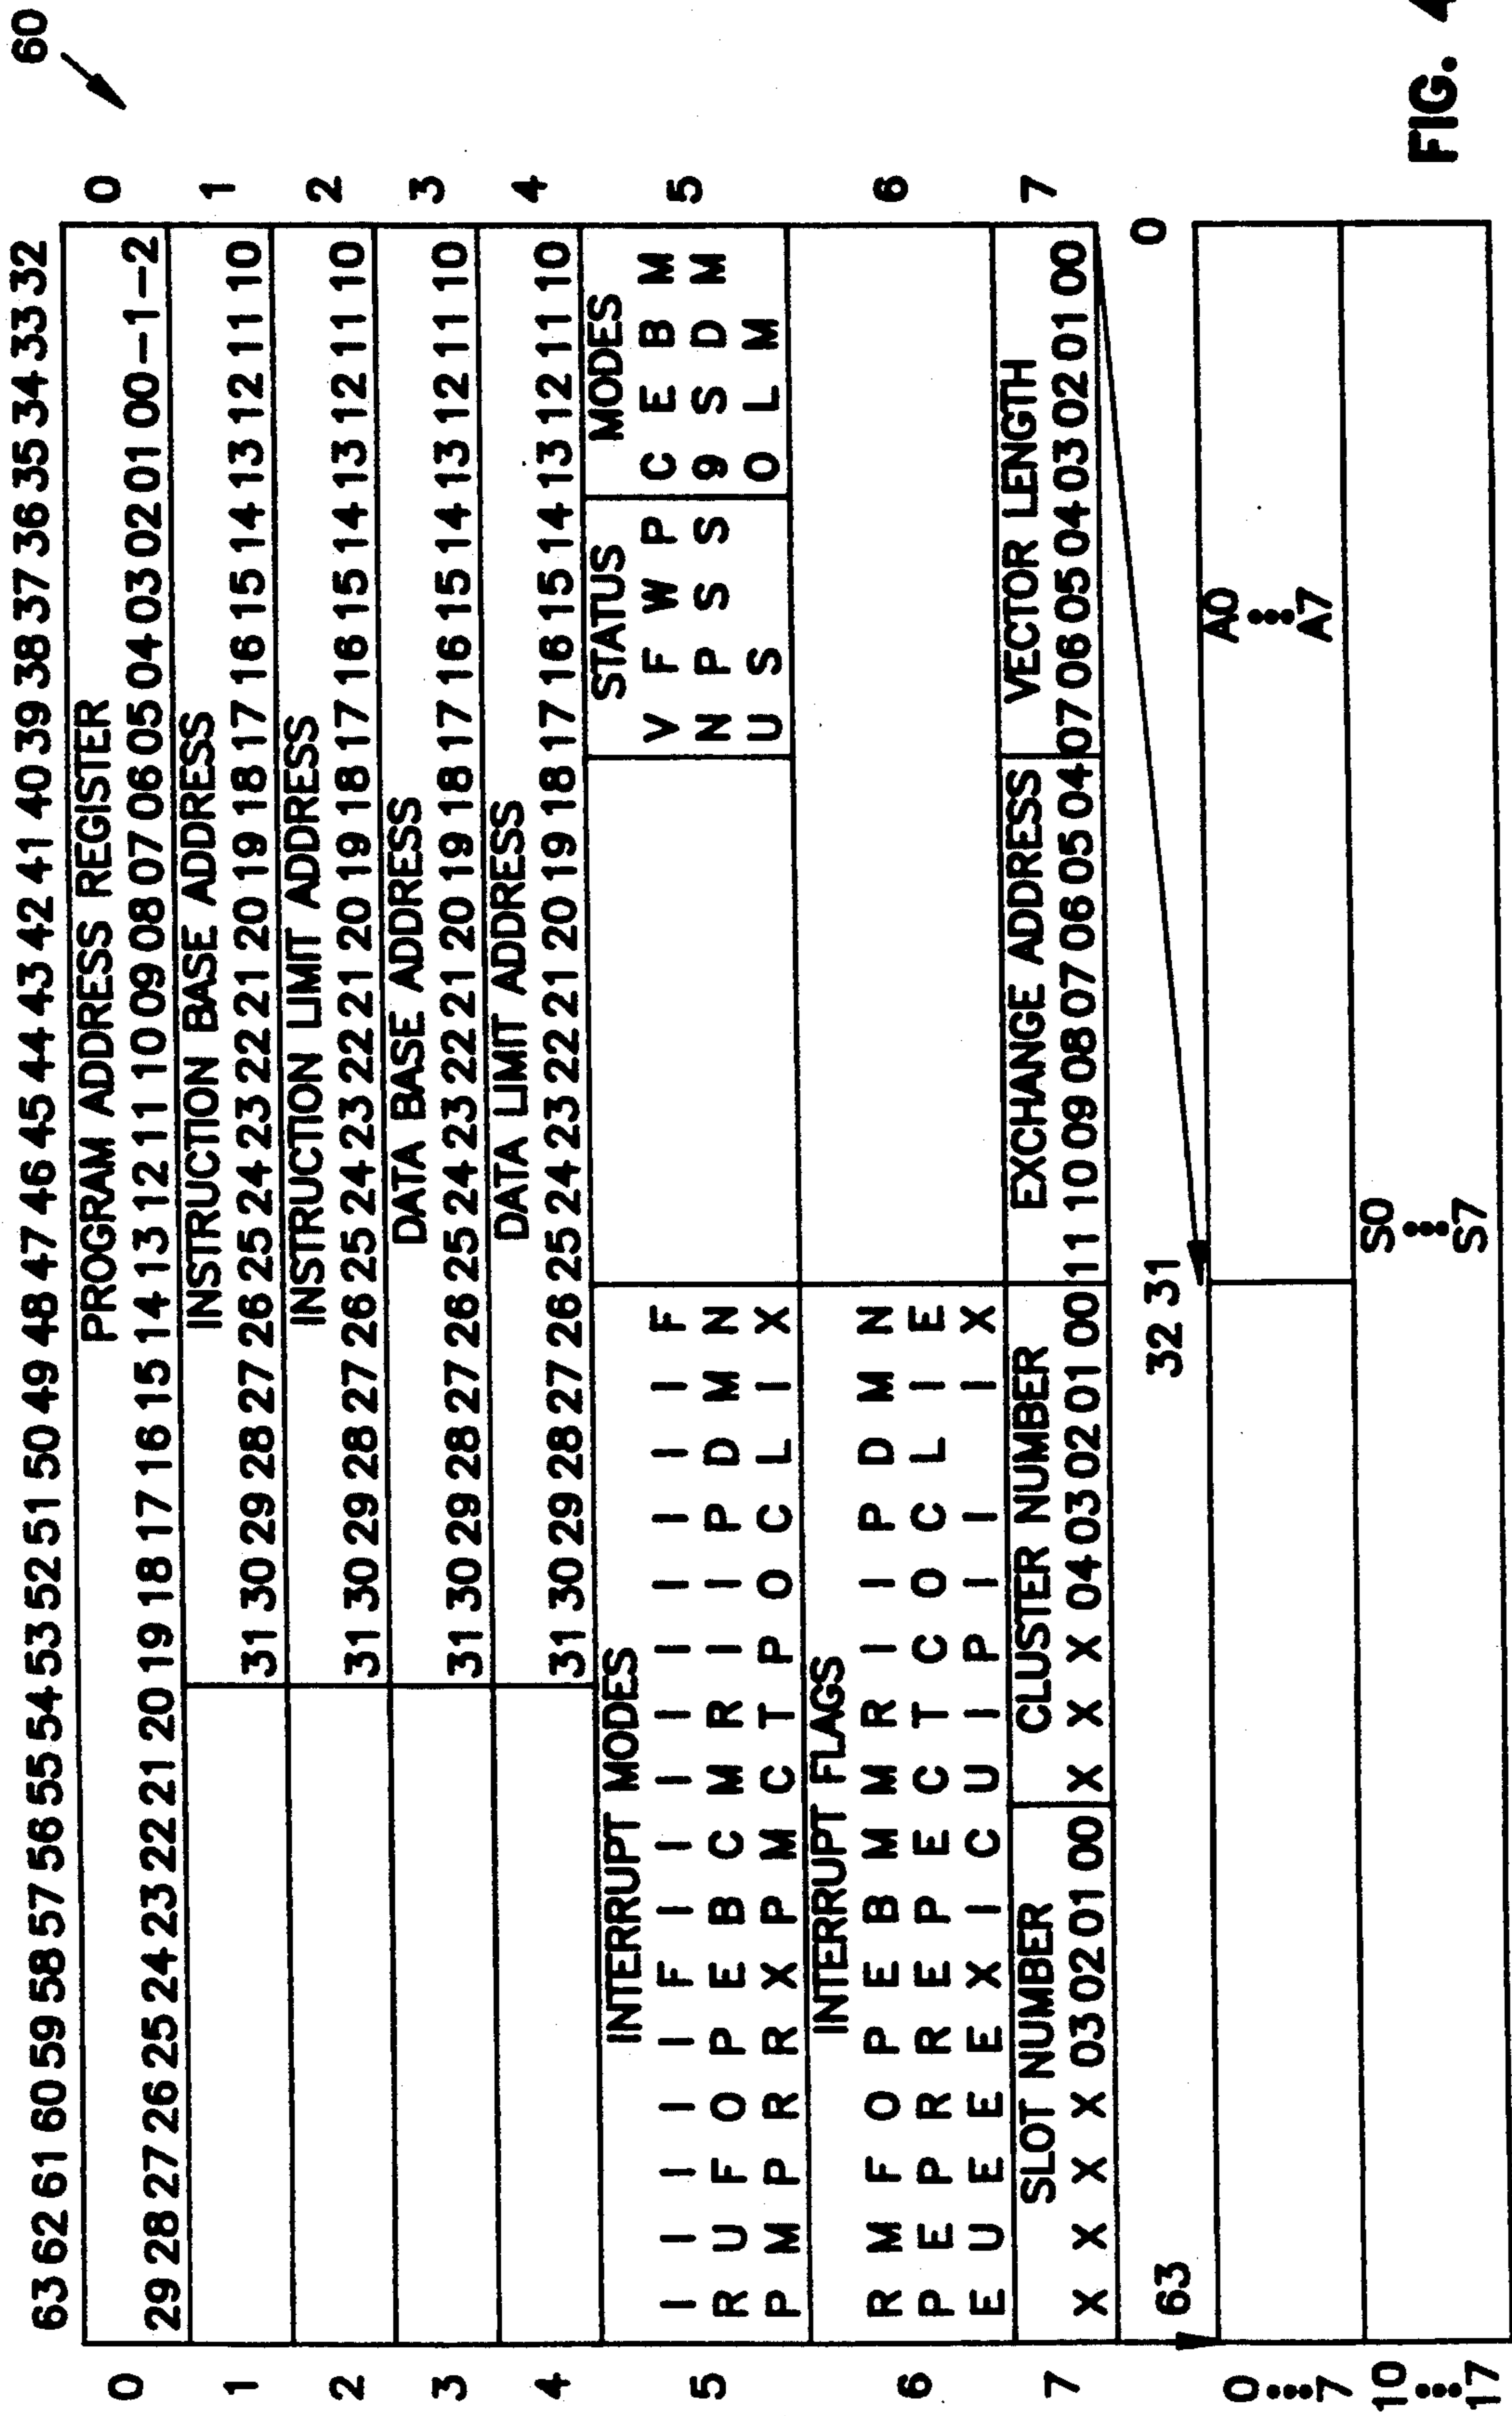 60
63 62 61 60 59 58 57 56 55 54 53 52 51 50 49 48 47 46 45 44 43 42 41 40 39 38 37 36 35 34 33 32
PROGRAM ADDRESS REGISTER
0 29 28 27 26 25 24 23 22 21 20 19 18 17 16 15 14 13 12 11 10 09 08 07 06 05 04 03 02 01 00 -1 -2 0
INSTRUCTION BASE ADDRESS
1 31 30 29 28 27 26 25 24 23 22 21 20 19 18 17 16 15 14 13 12 11 10 1
INSTRUCTION LIMIT ADDRESS
2 31 30 29 28 27 26 25 24 23 22 21 20 19 18 17 16 15 14 13 12 11 10 2
DATA BASE ADDRESS
3 31 30 29 28 27 26 25 24 23 22 21 20 19 18 17 16 15 14 13 12 11 10 3
DATA LIMIT ADDRESS
4 31 30 29 28 27 26 25 24 23 22 21 20 19 18 17 16 15 14 13 12 11 10 4
INTERRUPT MODES STATUS MODES
I I I I I F I I I I I I I I I F V F W P C E B M
5 R U F O P E B C M R I I P D M N N P S S 9 S D M 5
P M P R R X P M C T P O C L I X U S O L M
INTERRUPT FLAGS
R M F O P E B M M R I I P D M N
6 P E P R R E P E C T C O C L I E 6
E U E E E X I C U I P I I I X
SLOT NUMBER CLUSTER NUMBER EXCHANGE ADDRESS VECTOR LENGTH
7 X X X X 03 02 01 00 X X X 04 03 02 01 00 11 10 09 08 07 06 05 04 07 06 05 04 03 02 01 00 7
63 32 31 0
0 A0
7 A7
10 S0
17 S7
FIG. 4